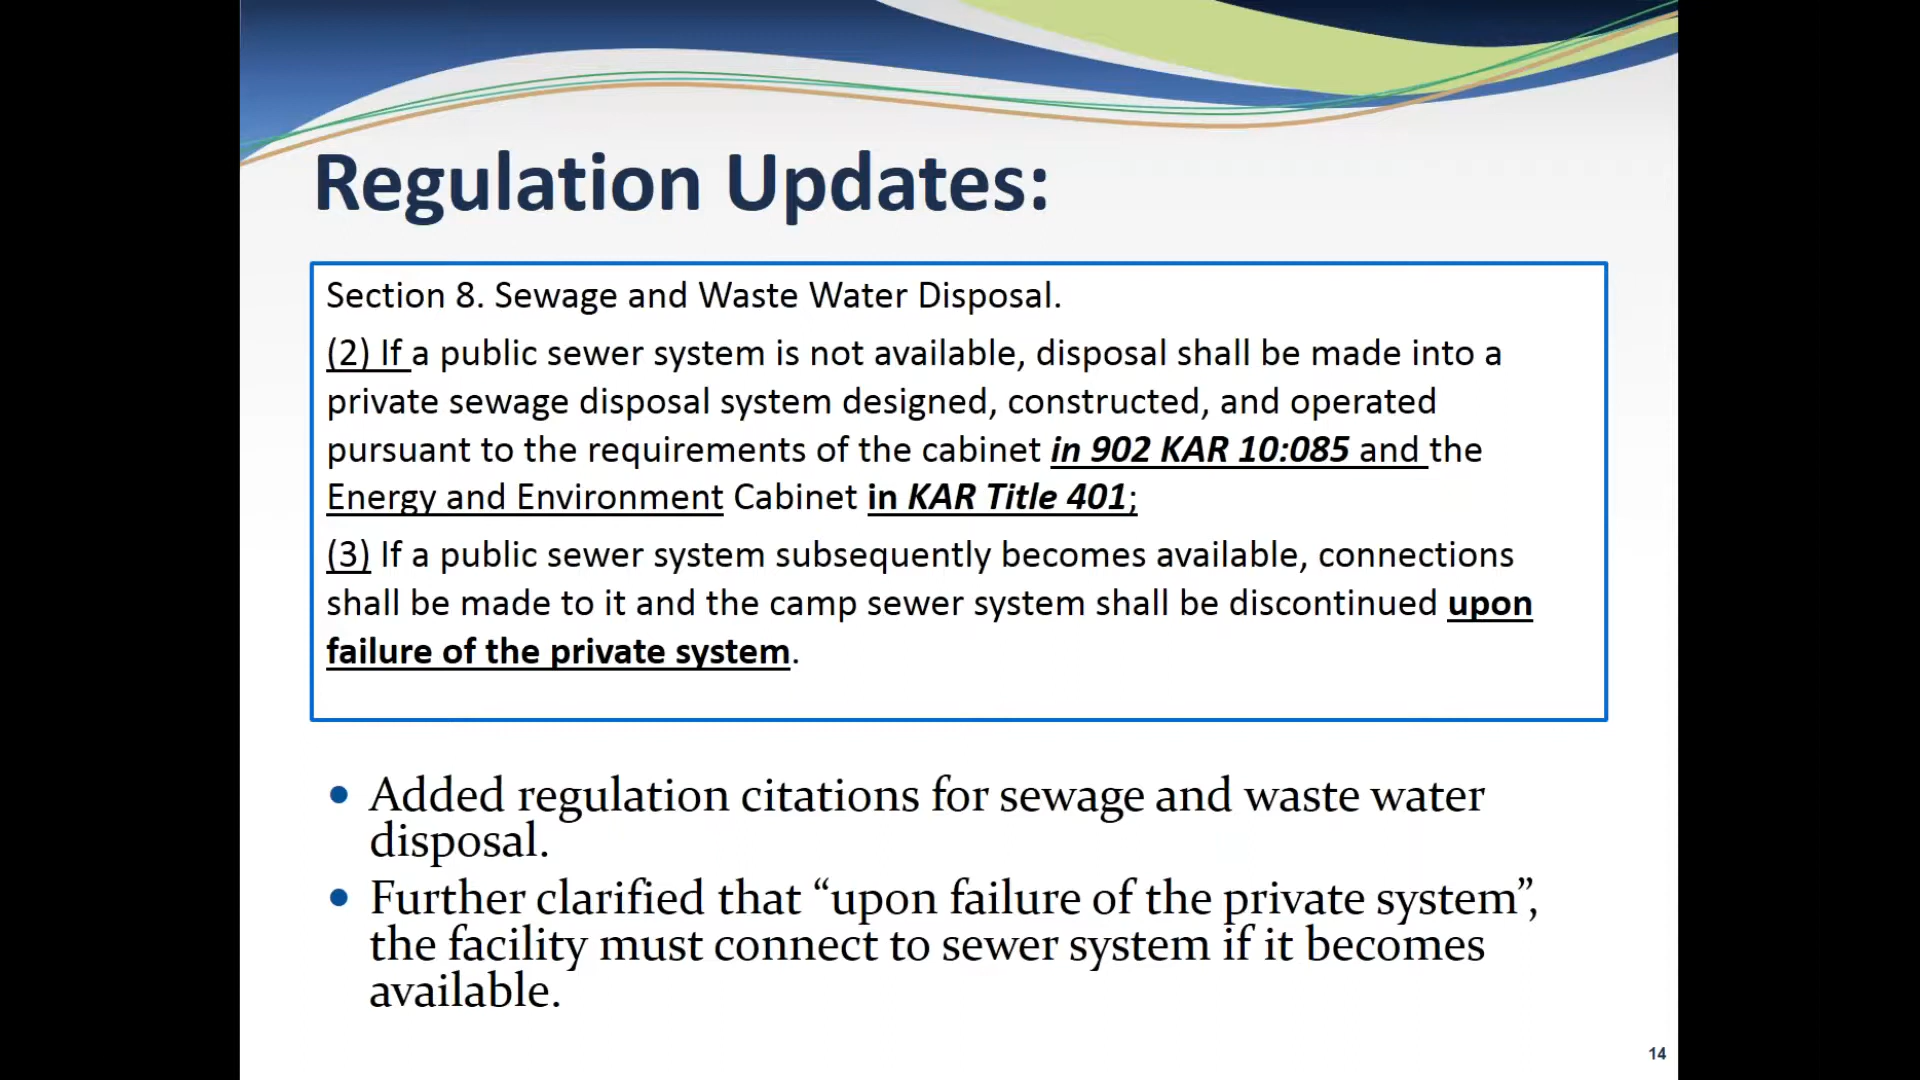 Regulation Updates:
Section 8. Sewage and Waste Water Disposal.
(2) If a public sewer system is not available, disposal shall be made into a
private sewage disposal system designed, constructed, and operated
pursuant to the requirements of the cabinet in 902 KAR 10:085 and the
Energy and Environment Cabinet in KAR Title 401;
(3) If a public sewer system subsequently becomes available, connections
shall be made to it and the camp sewer system shall be discontinued upon
failure of the private system.
• Added regulation citations for sewage and waste water
disposal.
• Further clarified that “upon failure of the private system”,
the facility must connect to sewer system if it becomes
available.
14